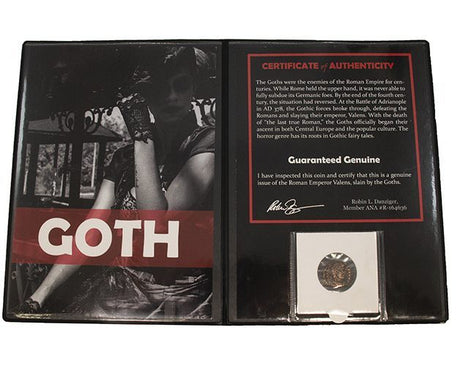 GOTH
CERTIFICATE of AUTHENTICITY
The Goths were the enemies of the Roman Empire for cen-
turies. While Rome held the upper hand, it was never able to
fully subdue its Germanic foes. By the end of the fourth cen-
tury, the situation had reversed. At the Battle of Adrianople
in AD 378, the Gothic forces broke through, defeating the
Romans and slaying their emperor, Valens. With the death
of "the last true Roman," the Goths officially began their
ascent in both Central Europe and the popular culture. The
horror genre has its roots in Gothic fairy tales.
Guaranteed Genuine
I have inspected this coin and certify that this is a genuine
issue of the Roman Emperor Valens, slain by the Goths.
Robin L. Danziger,
Member ANA #R-164636